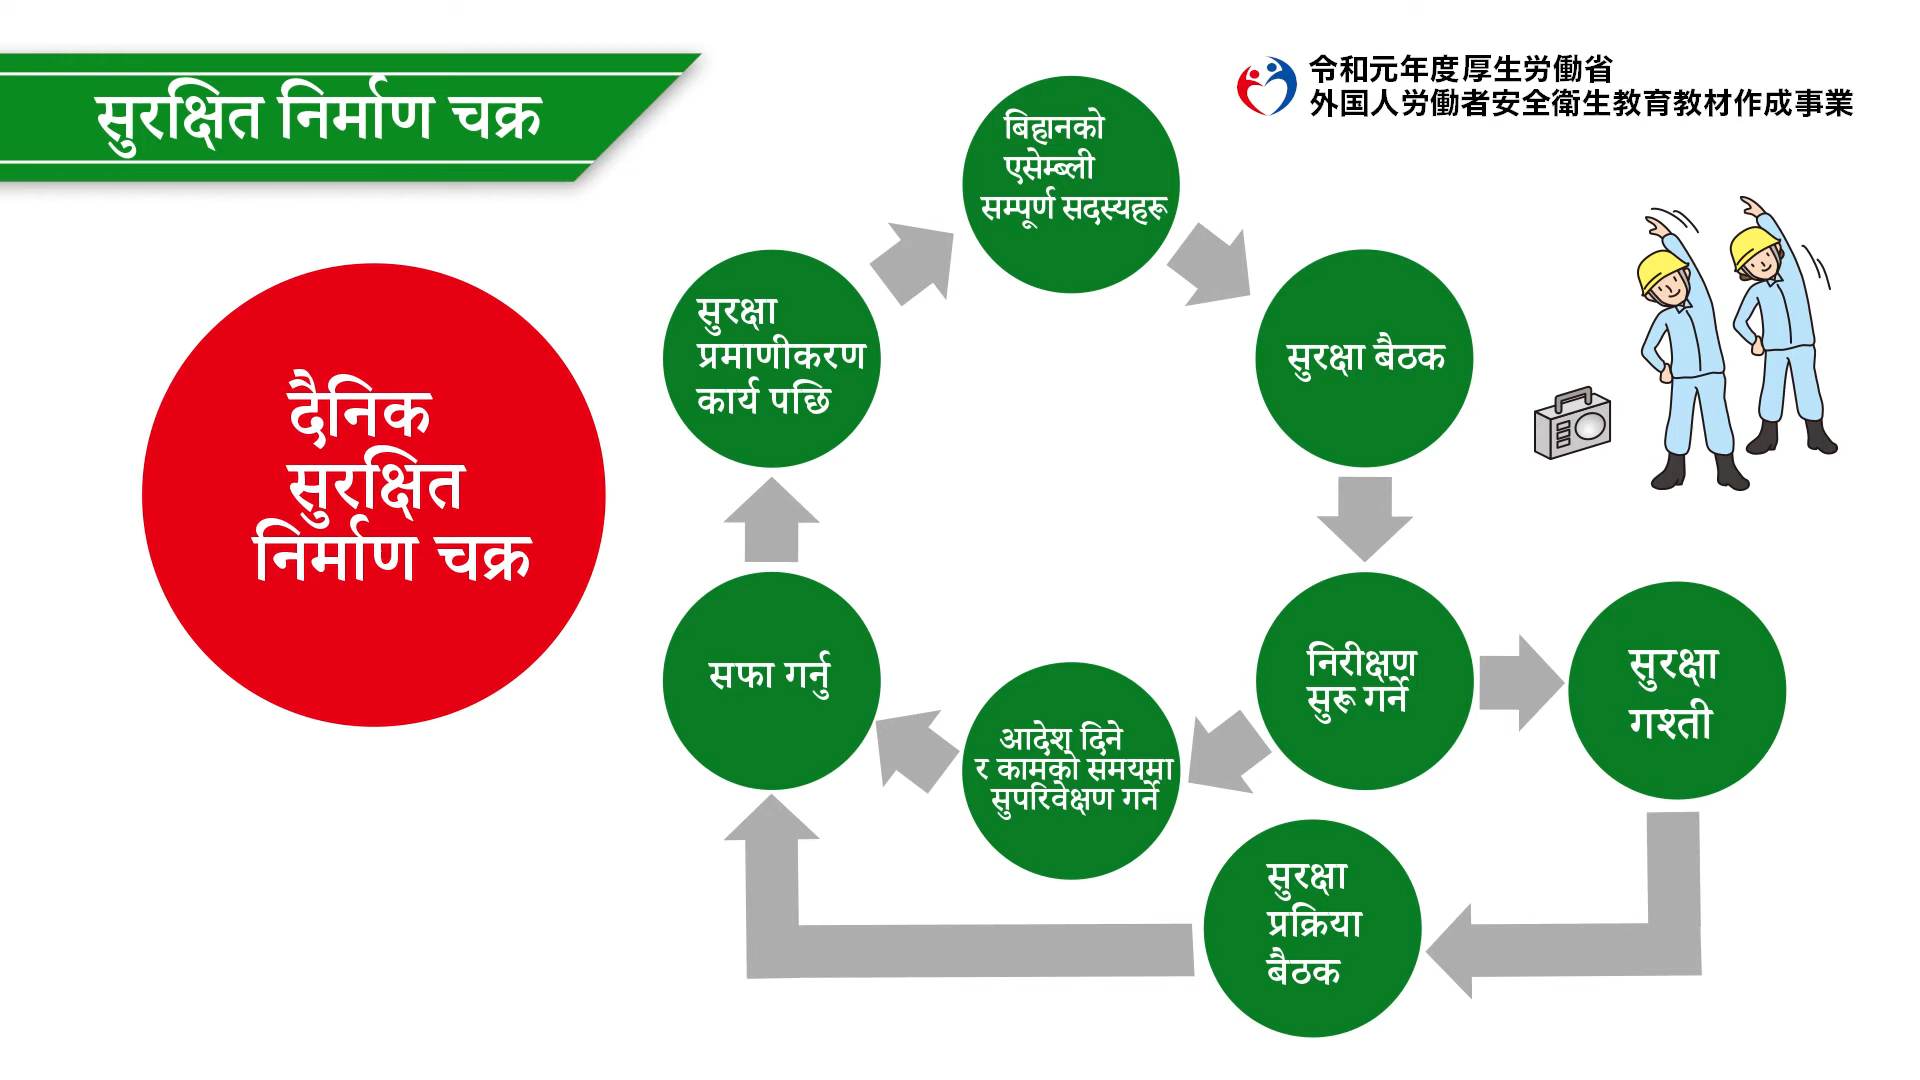 सुरक्षित निर्माण चक्र
令和元年度厚生労働省
外国人労働者安全衛生教育教材作成事業
दैनिक
सुरक्षित
निर्माण चक्र
बिहानको
एसेम्ब्ली
सम्पूर्ण सदस्यहरू
सुरक्षा बैठक
निरीक्षण
सुरू गर्ने
सुरक्षा
गश्ती
सुरक्षा
प्रक्रिया
बैठक
आदेश दिने
र कामको समयमा
सुपरिवेक्षण गर्ने
सफा गर्नु
सुरक्षा
प्रमाणीकरण
कार्य पछि